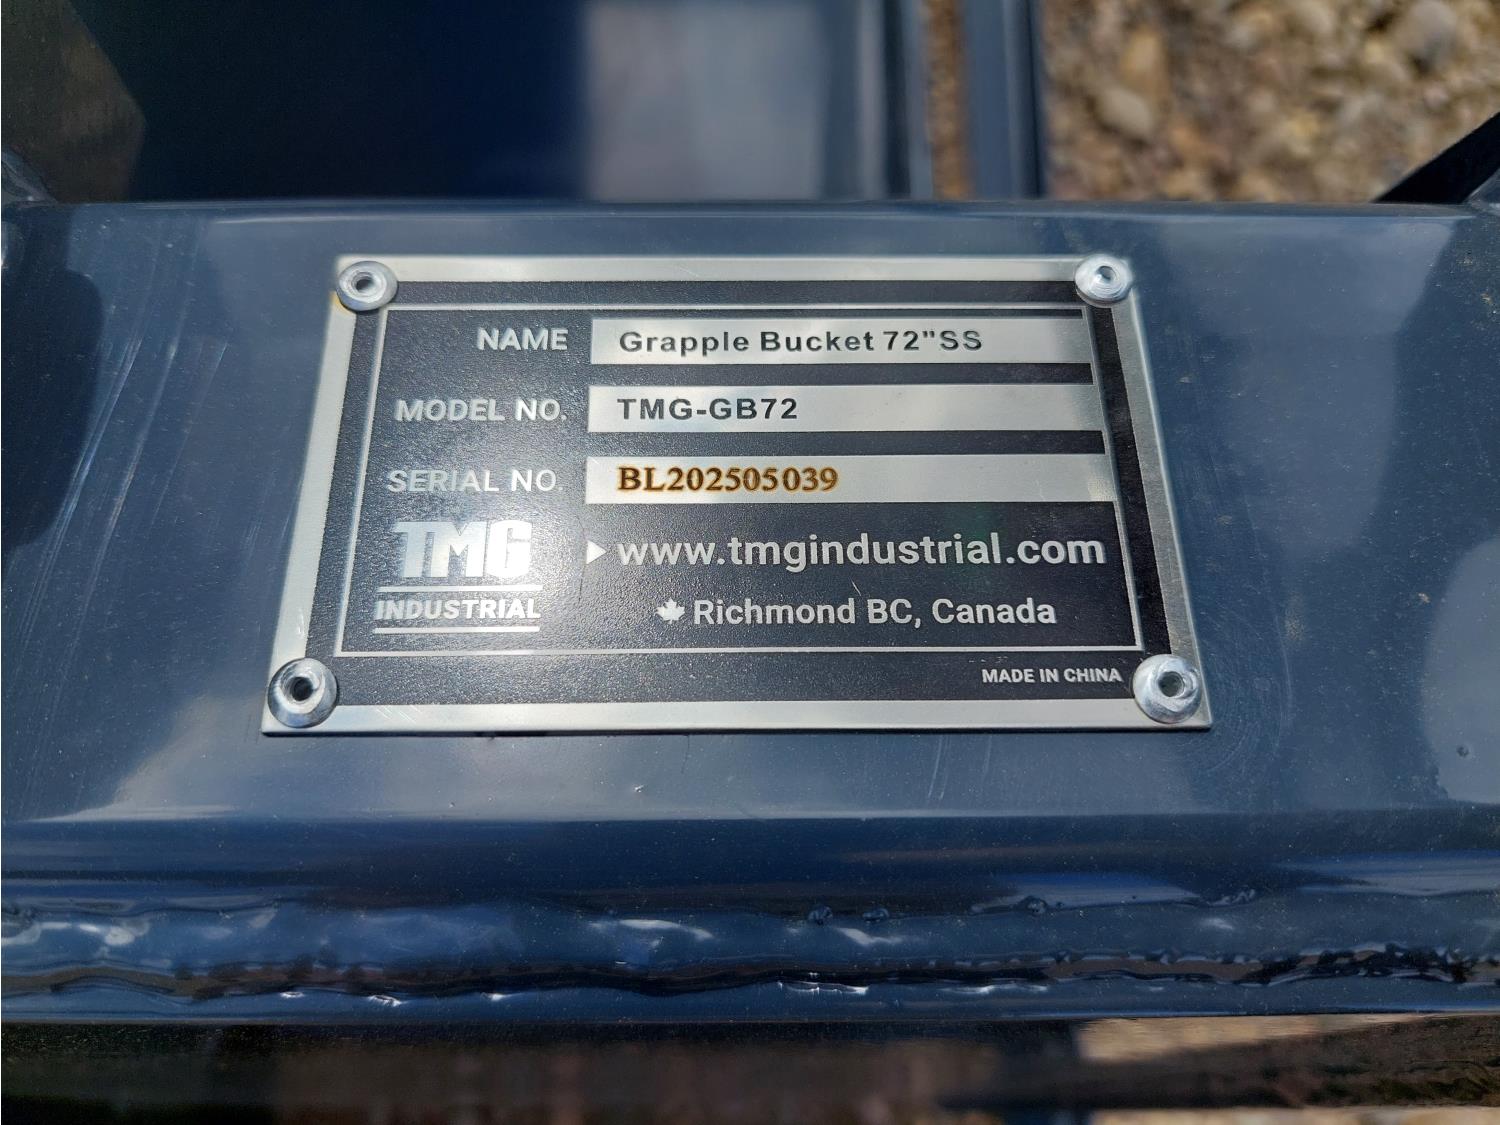 NAME Grapple Bucket 72"SS
MODEL NO. TMG-GB72
SERIAL NO. BL202505039
TMG
INDUSTRIAL
www.tmgindustrial.com
Richmond BC, Canada
MADE IN CHINA